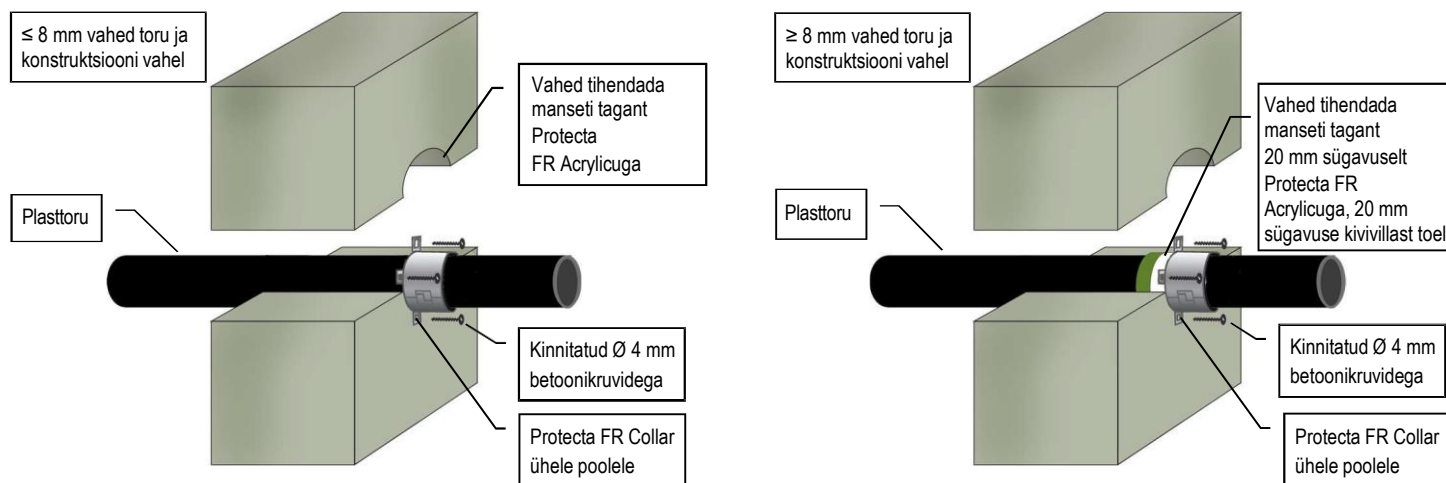 ≤ 8 mm vahed toru ja
konstruktsiooni vahel
Vahed tihendada
manseti tagant
Protecta
FR Acrylicuga
Plasttoru
Kinnitatud Ø 4 mm
betoonikruvidega
Protecta FR Collar
ühele poolele
≥ 8 mm vahed toru ja
konstruktsiooni vahel
Vahed tihendada
manseti tagant
20 mm sügavuselt
Protecta FR
Acrylicuga, 20 mm
sügavuse kivivillast toel
Plasttoru
Kinnitatud Ø 4 mm
betoonikruvidega
Protecta FR Collar
ühele poolele